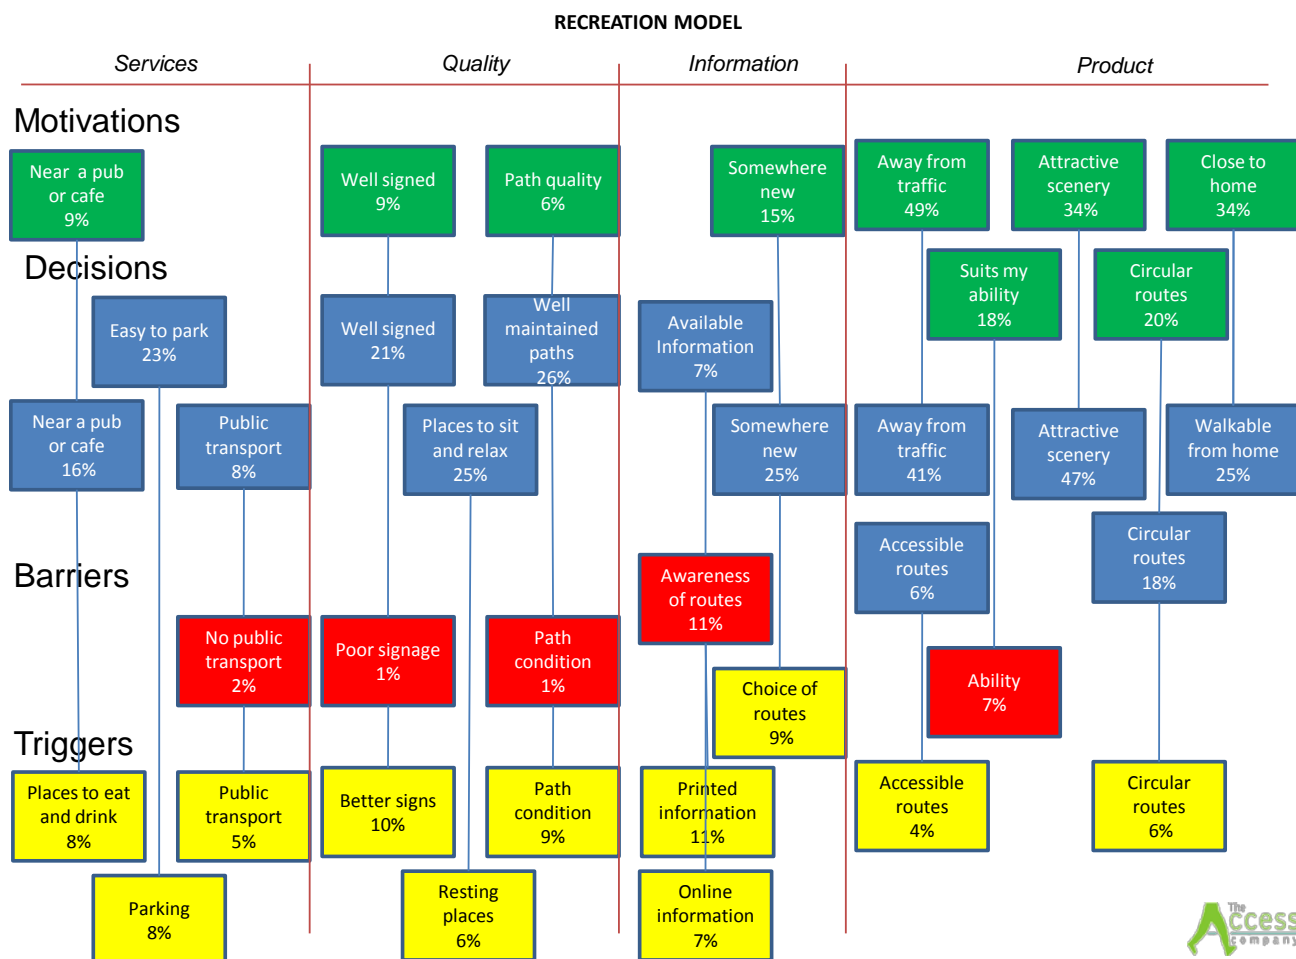 RECREATION MODEL
Services
Quality
Information
Product
Motivations
Near a pub
or cafe
9%
Well signed
9%
Path quality
6%
Somewhere
new
15%
Away from
traffic
49%
Attractive
scenery
34%
Close to
home
34%
Decisions
Suits my
ability
18%
Circular
routes
20%
Easy to park
23%
Well signed
21%
Well
maintained
paths
26%
Available
Information
7%
Near a pub
or cafe
16%
Public
transport
8%
Places to sit
and relax
25%
Somewhere
new
25%
Away from
traffic
41%
Attractive
scenery
47%
Walkable
from home
25%
Accessible
routes
6%
Circular
routes
18%
Barriers
Awareness
of routes
11%
No public
transport
2%
Poor signage
1%
Path
condition
1%
Ability
7%
Choice of
routes
9%
Triggers
Places to eat
and drink
8%
Public
transport
5%
Better signs
10%
Path
condition
9%
Printed
information
11%
Accessible
routes
4%
Circular
routes
6%
Parking
8%
Resting
places
6%
Online
information
7%
The
Access
company